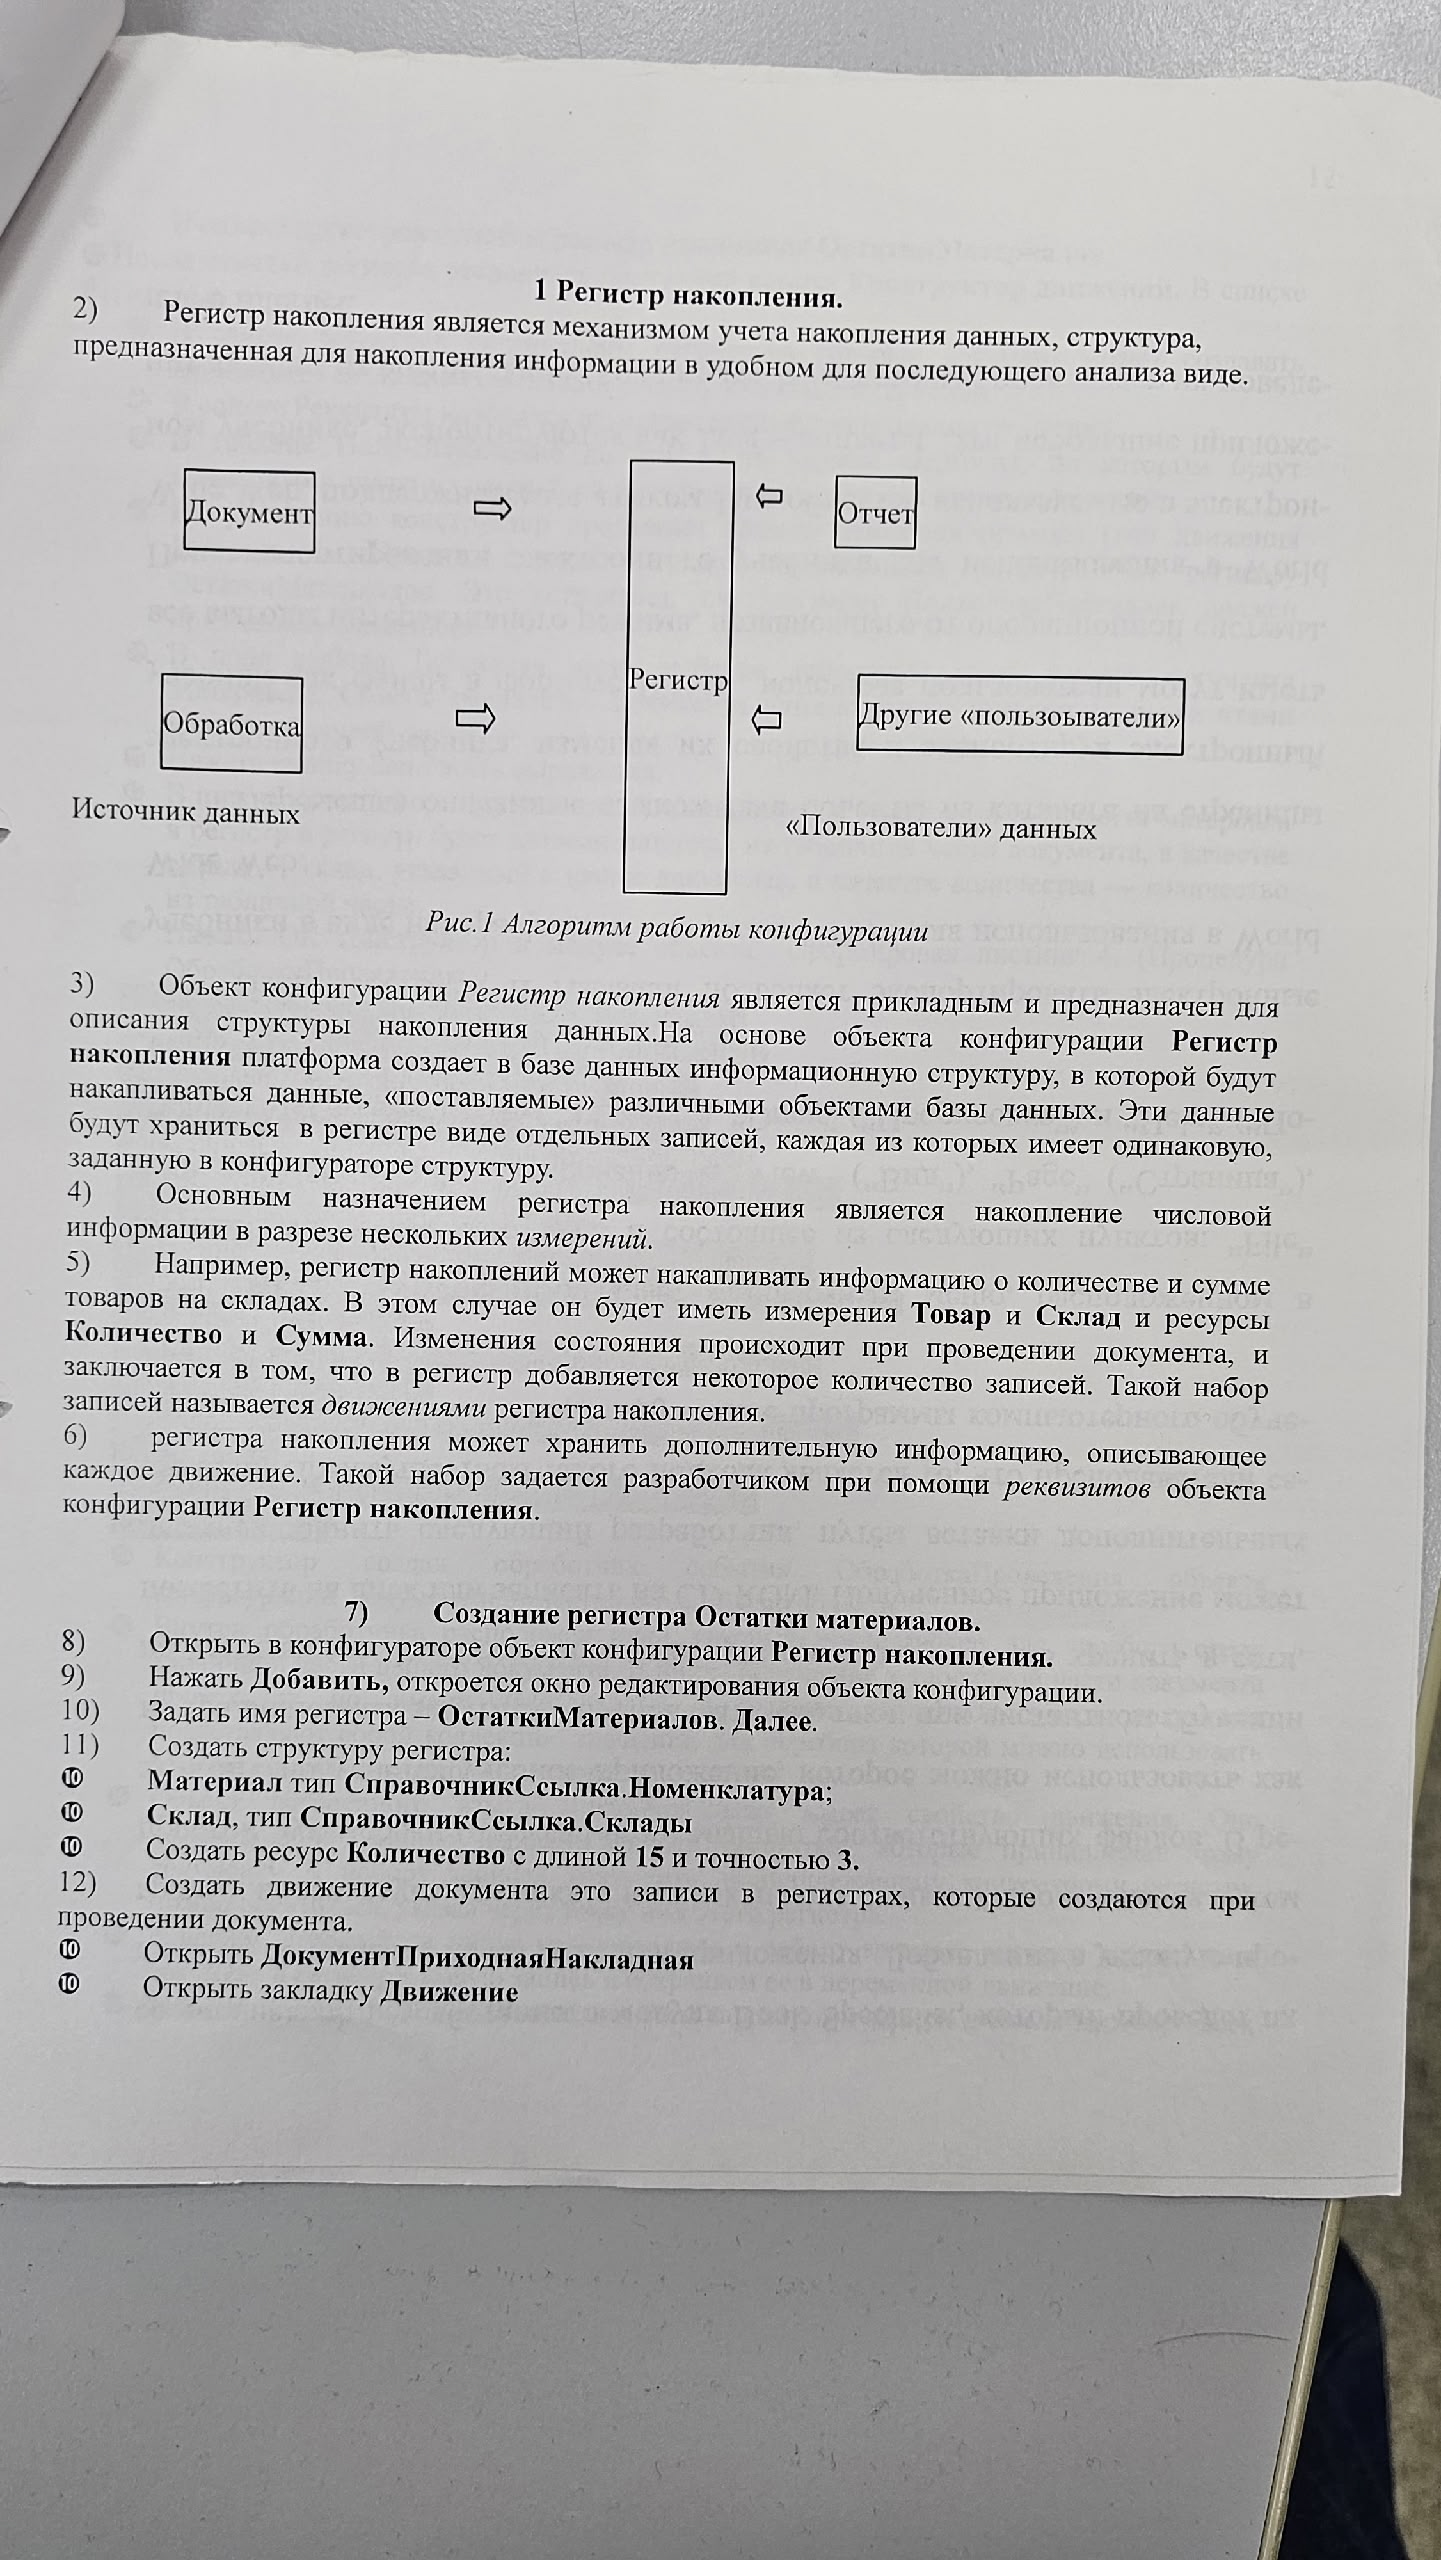 1 Регистр накопления.
2) Регистр накопления является механизмом учета накопления данных, структура,
предназначенная для накопления информации в удобном для последующего анализа виде.
Документ
Отчет
Регистр
Обработка
Другие «пользоыватели»
Источник данных
«Пользователи» данных
Рис.1 Алгоритм работы конфигурации
3) Объект конфигурации Регистр накопления является прикладным и предназначен для
описания структуры накопления данных.На основе объекта конфигурации Регистр
накопления платформа создает в базе данных информационную структуру, в которой будут
накапливаться данные, «поставляемые» различными объектами базы данных. Эти данные
будут храниться в регистре виде отдельных записей, каждая из которых имеет одинаковую,
заданную в конфигураторе структуру.
4) Основным назначением регистра накопления является накопление числовой
информации в разрезе нескольких измерений.
5) Например, регистр накоплений может накапливать информацию о количестве и сумме
товаров на складах. В этом случае он будет иметь измерения Товар и Склад и ресурсы
Количество и Сумма. Изменения состояния происходит при проведении документа, и
заключается в том, что в регистр добавляется некоторое количество записей. Такой набор
записей называется движениями регистра накопления.
6) регистра накопления может хранить дополнительную информацию, описывающее
каждое движение. Такой набор задается разработчиком при помощи реквизитов объекта
конфигурации Регистр накопления.
7) Создание регистра Остатки материалов.
8) Открыть в конфигураторе объект конфигурации Регистр накопления.
9) Нажать Добавить, откроется окно редактирования объекта конфигурации.
10) Задать имя регистра – ОстаткиМатериалов. Далее.
11) Создать структуру регистра:
❿ Материал тип СправочникСсылка.Номенклатура;
❿ Склад, тип СправочникСсылка.Склады
❿ Создать ресурс Количество с длиной 15 и точностью 3.
12) Создать движение документа это записи в регистрах, которые создаются при
проведении документа.
❿ Открыть ДокументПриходнаяНакладная
❿ Открыть закладку Движение